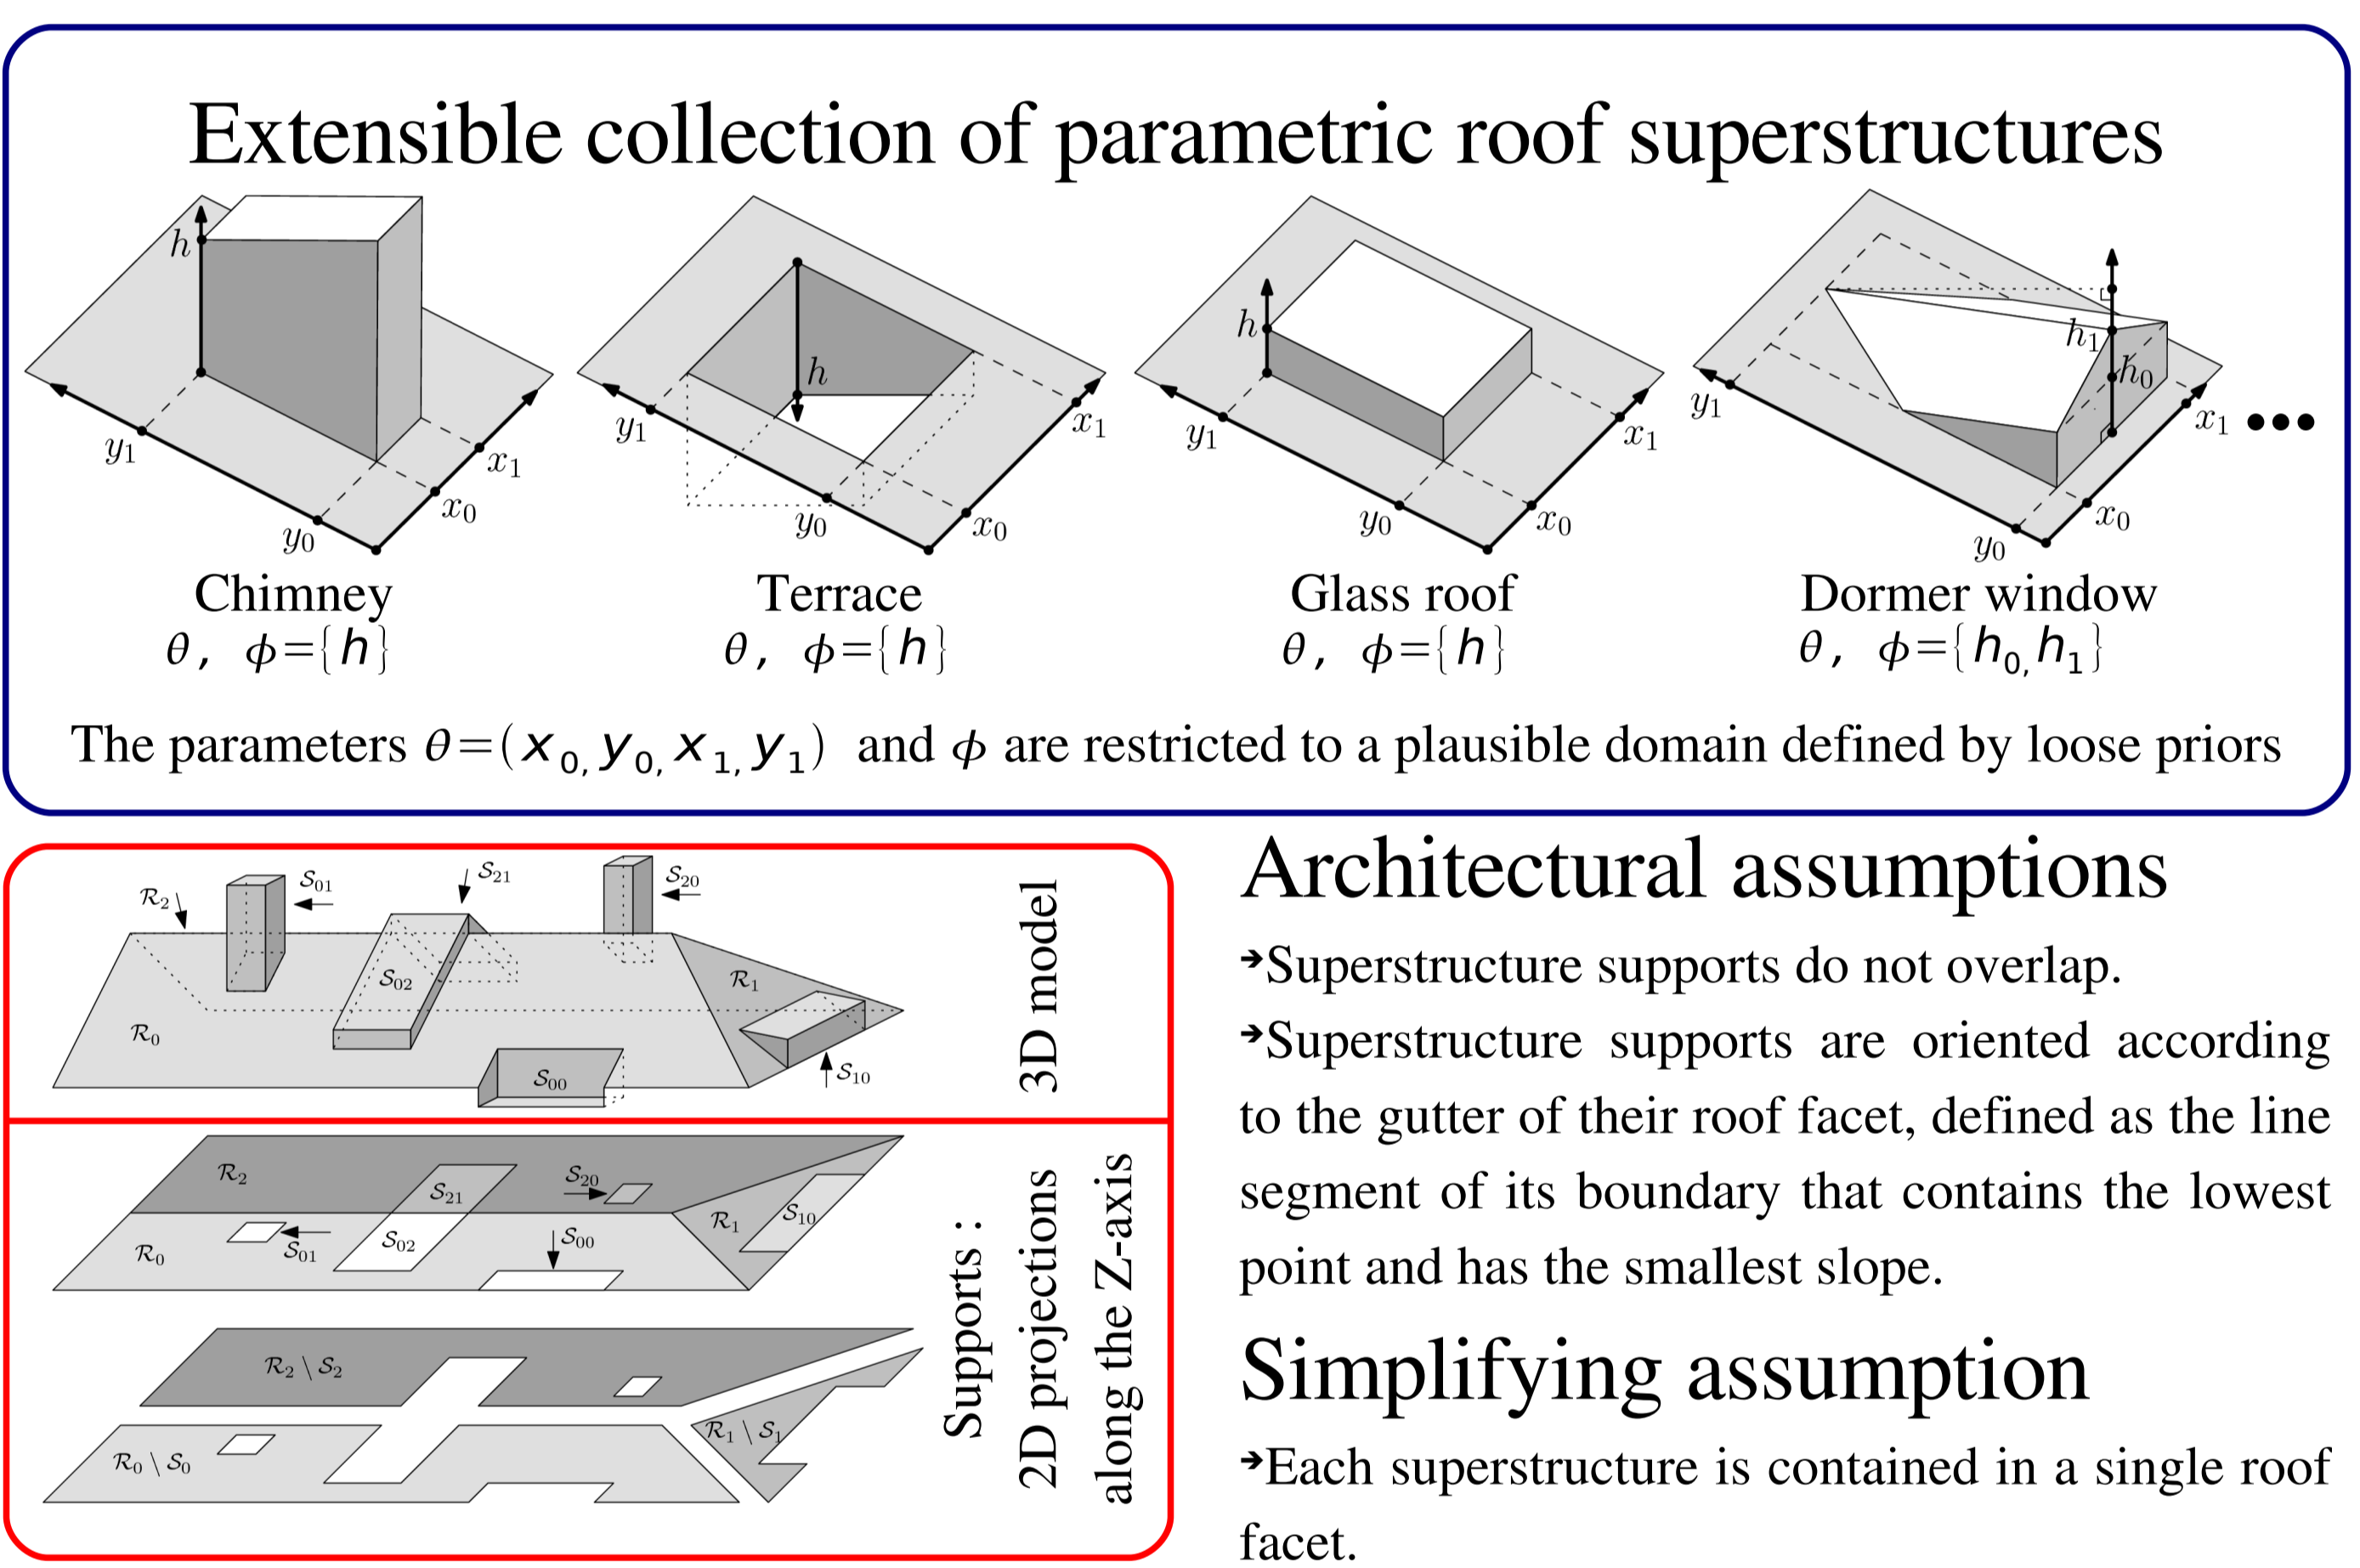 Extensible collection of parametric roof superstructures
h
y₁
y₀
x₀
x₁
h
y₁
y₀
x₀
x₁
h
y₁
y₀
x₀
x₁
h₁
h₀
y₁
y₀
x₀
x₁
•••
Chimney
θ, ϕ={h}
Terrace
θ, ϕ={h}
Glass roof
θ, ϕ={h}
Dormer window
θ, ϕ={h₀, h₁}
The parameters θ=(x₀, y₀, x₁, y₁) and ϕ are restricted to a plausible domain defined by loose priors
R₂
S₀₁
S₂₁
S₂₀
S₀₂
R₁
R₀
S₀₀
S₁₀
3D model
R₂
S₂₁
S₂₀
R₁
S₁₀
R₀
S₀₁
S₀₂
S₀₀
R₂ \ S₂
R₁ \ S₁
R₀ \ S₀
Supports :
2D projections
along the Z-axis
Architectural assumptions
➔Superstructure supports do not overlap.
➔Superstructure supports are oriented according
to the gutter of their roof facet, defined as the line
segment of its boundary that contains the lowest
point and has the smallest slope.
Simplifying assumption
➔Each superstructure is contained in a single roof
facet.